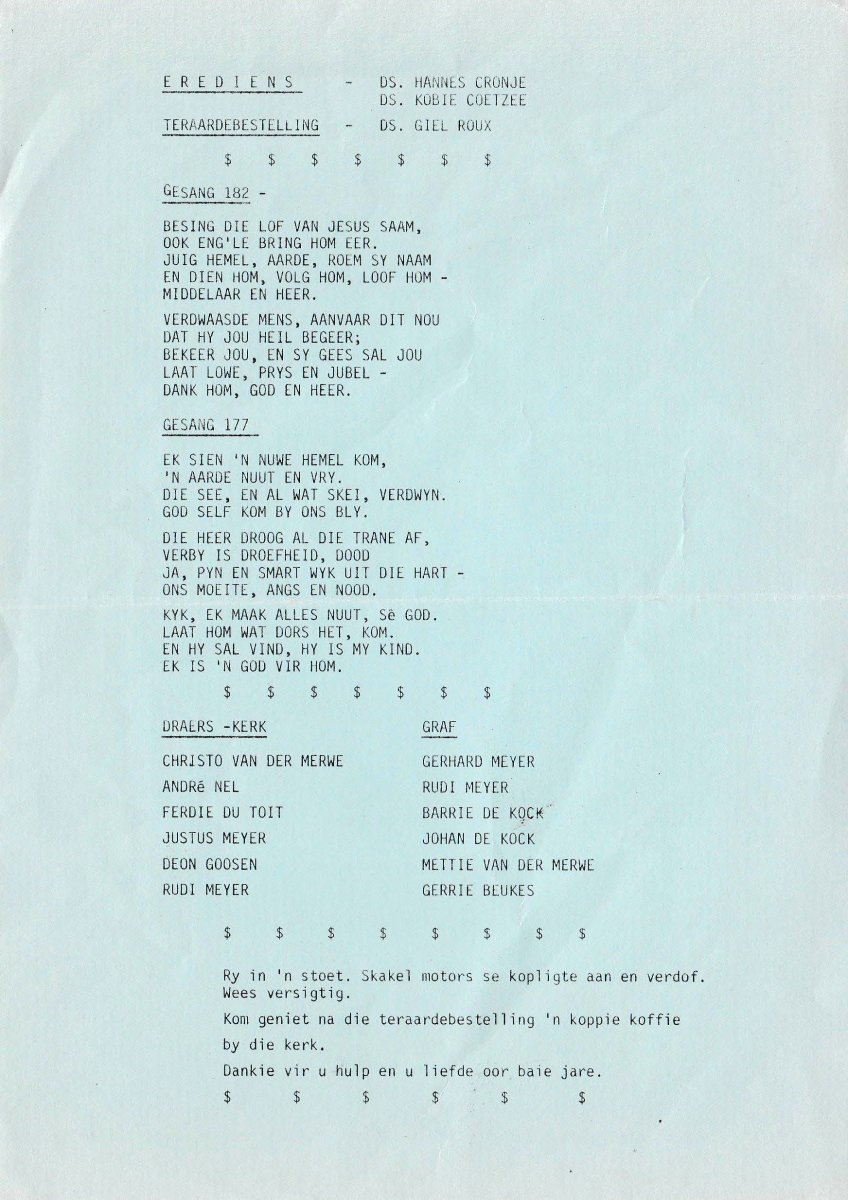 E R E D I E N S - DS. HANNES CRONJE
DS. KOBIE COETZEE
TERAARDEBESTELLING - DS. GIEL ROUX
$ $ $ $ $ $ $
GESANG 182 -
BESING DIE LOF VAN JESUS SAAM,
OOK ENG'LE BRING HOM EER.
JUIG HEMEL, AARDE, ROEM SY NAAM
EN DIEN HOM, VOLG HOM, LOOF HOM -
MIDDELAAR EN HEER.
VERDWAASDE MENS, AANVAAR DIT NOU
DAT HY JOU HEIL BEGEER;
BEKEER JOU, EN SY GEES SAL JOU
LAAT LOWE, PRYS EN JUBEL -
DANK HOM, GOD EN HEER.
GESANG 177
EK SIEN 'N NUWE HEMEL KOM,
'N AARDE NUUT EN VRY.
DIE SEE, EN AL WAT SKEI, VERDWYN.
GOD SELF KOM BY ONS BLY.
DIE HEER DROOG AL DIE TRANE AF,
VERBY IS DROEFHEID, DOOD
JA, PYN EN SMART WYK UIT DIE HART -
ONS MOEITE, ANGS EN NOOD.
KYK, EK MAAK ALLES NUUT, Sê GOD.
LAAT HOM WAT DORS HET, KOM.
EN HY SAL VIND, HY IS MY KIND.
EK IS 'N GOD VIR HOM.
$ $ $ $ $ $ $
DRAERS -KERK GRAF
CHRISTO VAN DER MERWE GERHARD MEYER
ANDRé NEL RUDI MEYER
FERDIE DU TOIT BARRIE DE KOCK
JUSTUS MEYER JOHAN DE KOCK
DEON GOOSEN METTIE VAN DER MERWE
RUDI MEYER GERRIE BEUKES
$ $ $ $ $ $ $ $
Ry in 'n stoet. Skakel motors se kopligte aan en verdof.
Wees versigtig.
Kom geniet na die teraardebestelling 'n koppie koffie
by die kerk.
Dankie vir u hulp en u liefde oor baie jare.
$ $ $ $ $ $